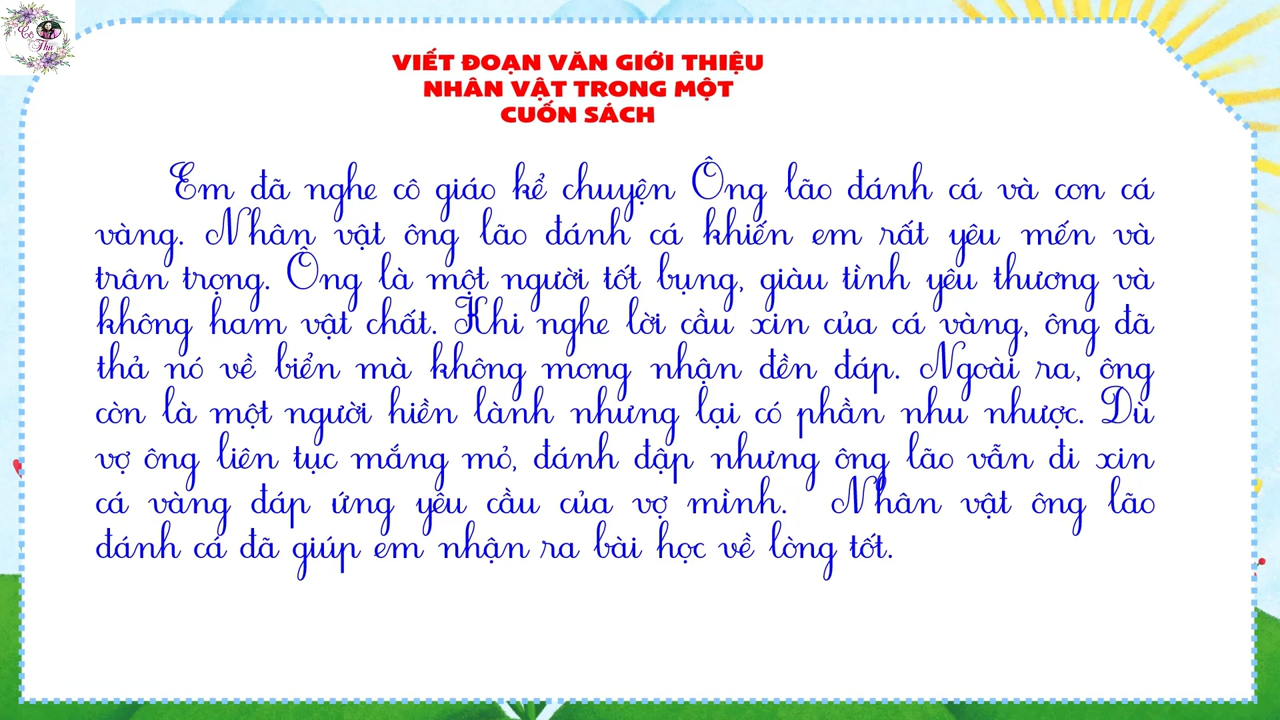 Cô
Thu
VIẾT ĐOẠN VĂN GIỚI THIỆU
NHÂN VẬT TRONG MỘT
CUỐN SÁCH
Em đã nghe cô giáo kể chuyện Ông lão đánh cá và con cá
vàng. Nhân vật ông lão đánh cá khiến em rất yêu mến và
trân trọng. Ông là một người tốt bụng, giàu tình yêu thương và
không ham vật chất. Khi nghe lời cầu xin của cá vàng, ông đã
thả nó về biển mà không mong nhận đền đáp. Ngoài ra, ông
còn là một người hiền lành nhưng lại có phần nhu nhược. Dù
vợ ông liên tục mắng mỏ, đánh đập nhưng ông lão vẫn đi xin
cá vàng đáp ứng yêu cầu của vợ mình. Nhân vật ông lão
đánh cá đã giúp em nhận ra bài học về lòng tốt.